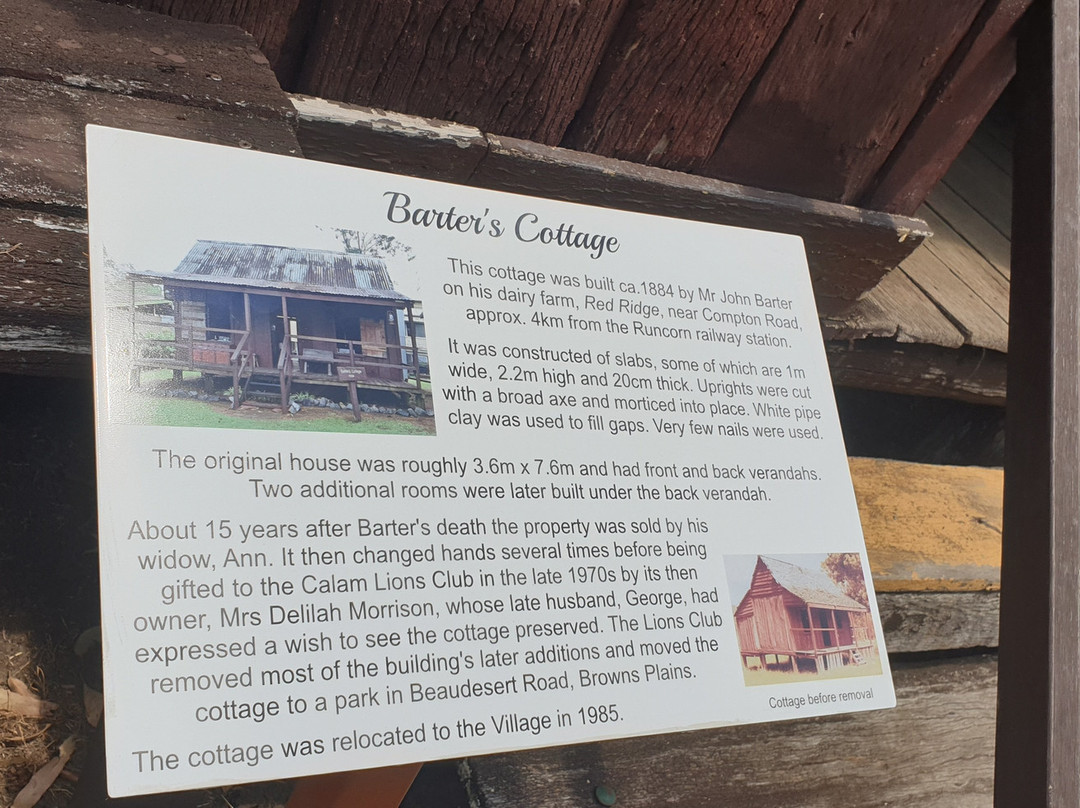 Barter's Cottage
This cottage was built ca.1884 by Mr John Barter
on his dairy farm, Red Ridge, near Compton Road,
approx. 4km from the Runcorn railway station.
It was constructed of slabs, some of which are 1m
wide, 2.2m high and 20cm thick. Uprights were cut
with a broad axe and morticed into place. White pipe
clay was used to fill gaps. Very few nails were used.
The original house was roughly 3.6m x 7.6m and had front and back verandahs.
Two additional rooms were later built under the back verandah.
About 15 years after Barter's death the property was sold by his
widow, Ann. It then changed hands several times before being
gifted to the Calam Lions Club in the late 1970s by its then
owner, Mrs Delilah Morrison, whose late husband, George, had
expressed a wish to see the cottage preserved. The Lions Club
removed most of the building's later additions and moved the
cottage to a park in Beaudesert Road, Browns Plains.
Cottage before removal
The cottage was relocated to the Village in 1985.